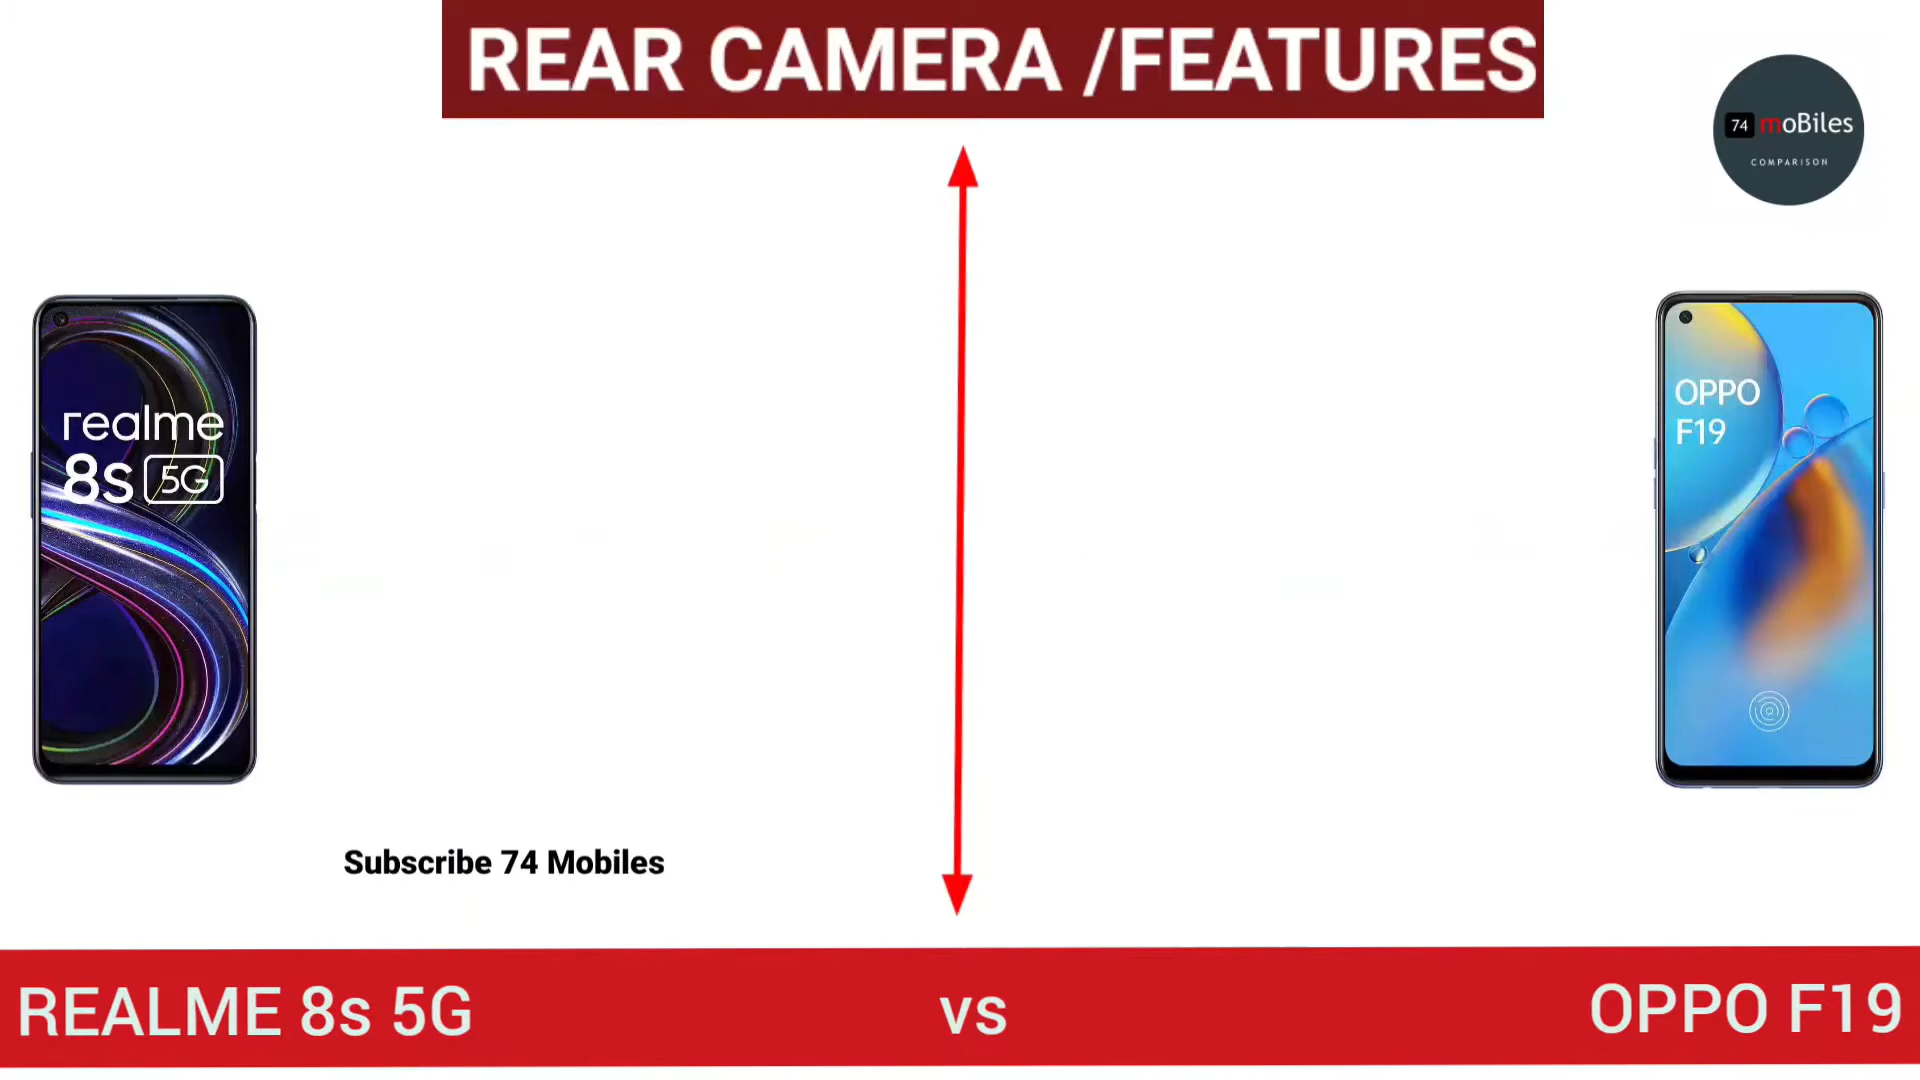 REAR CAMERA /FEATURES
74 moBiles
COMPARISON
realme
8s 5G
OPPO
F19
Subscribe 74 Mobiles
REALME 8s 5G vs OPPO F19